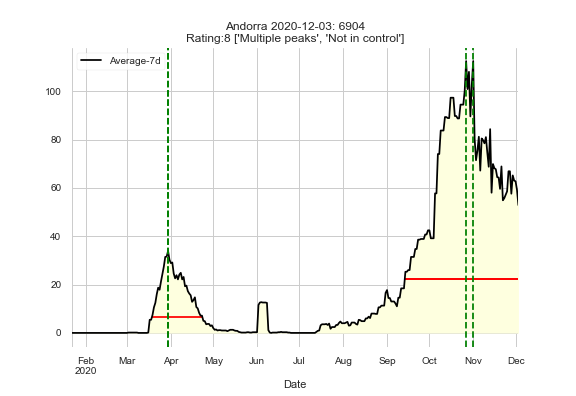 Andorra 2020-12-03: 6904
Rating:8 ['Multiple peaks', 'Not in control']
Average-7d
100
80
60
40
20
0
Feb Mar Apr May Jun Jul Aug Sep Oct Nov Dec
2020
Date